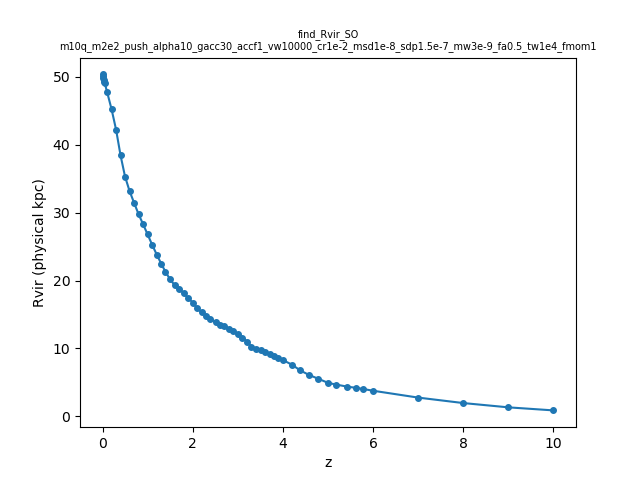 find_Rvir_SO
m10q_m2e2_push_alpha10_gacc30_accf1_vw10000_cr1e-2_msd1e-8_sdp1.5e-7_mw3e-9_fa0.5_tw1e4_fmom1
50
40
30
20
10
0
Rvir (physical kpc)
0 2 4 6 8 10
z